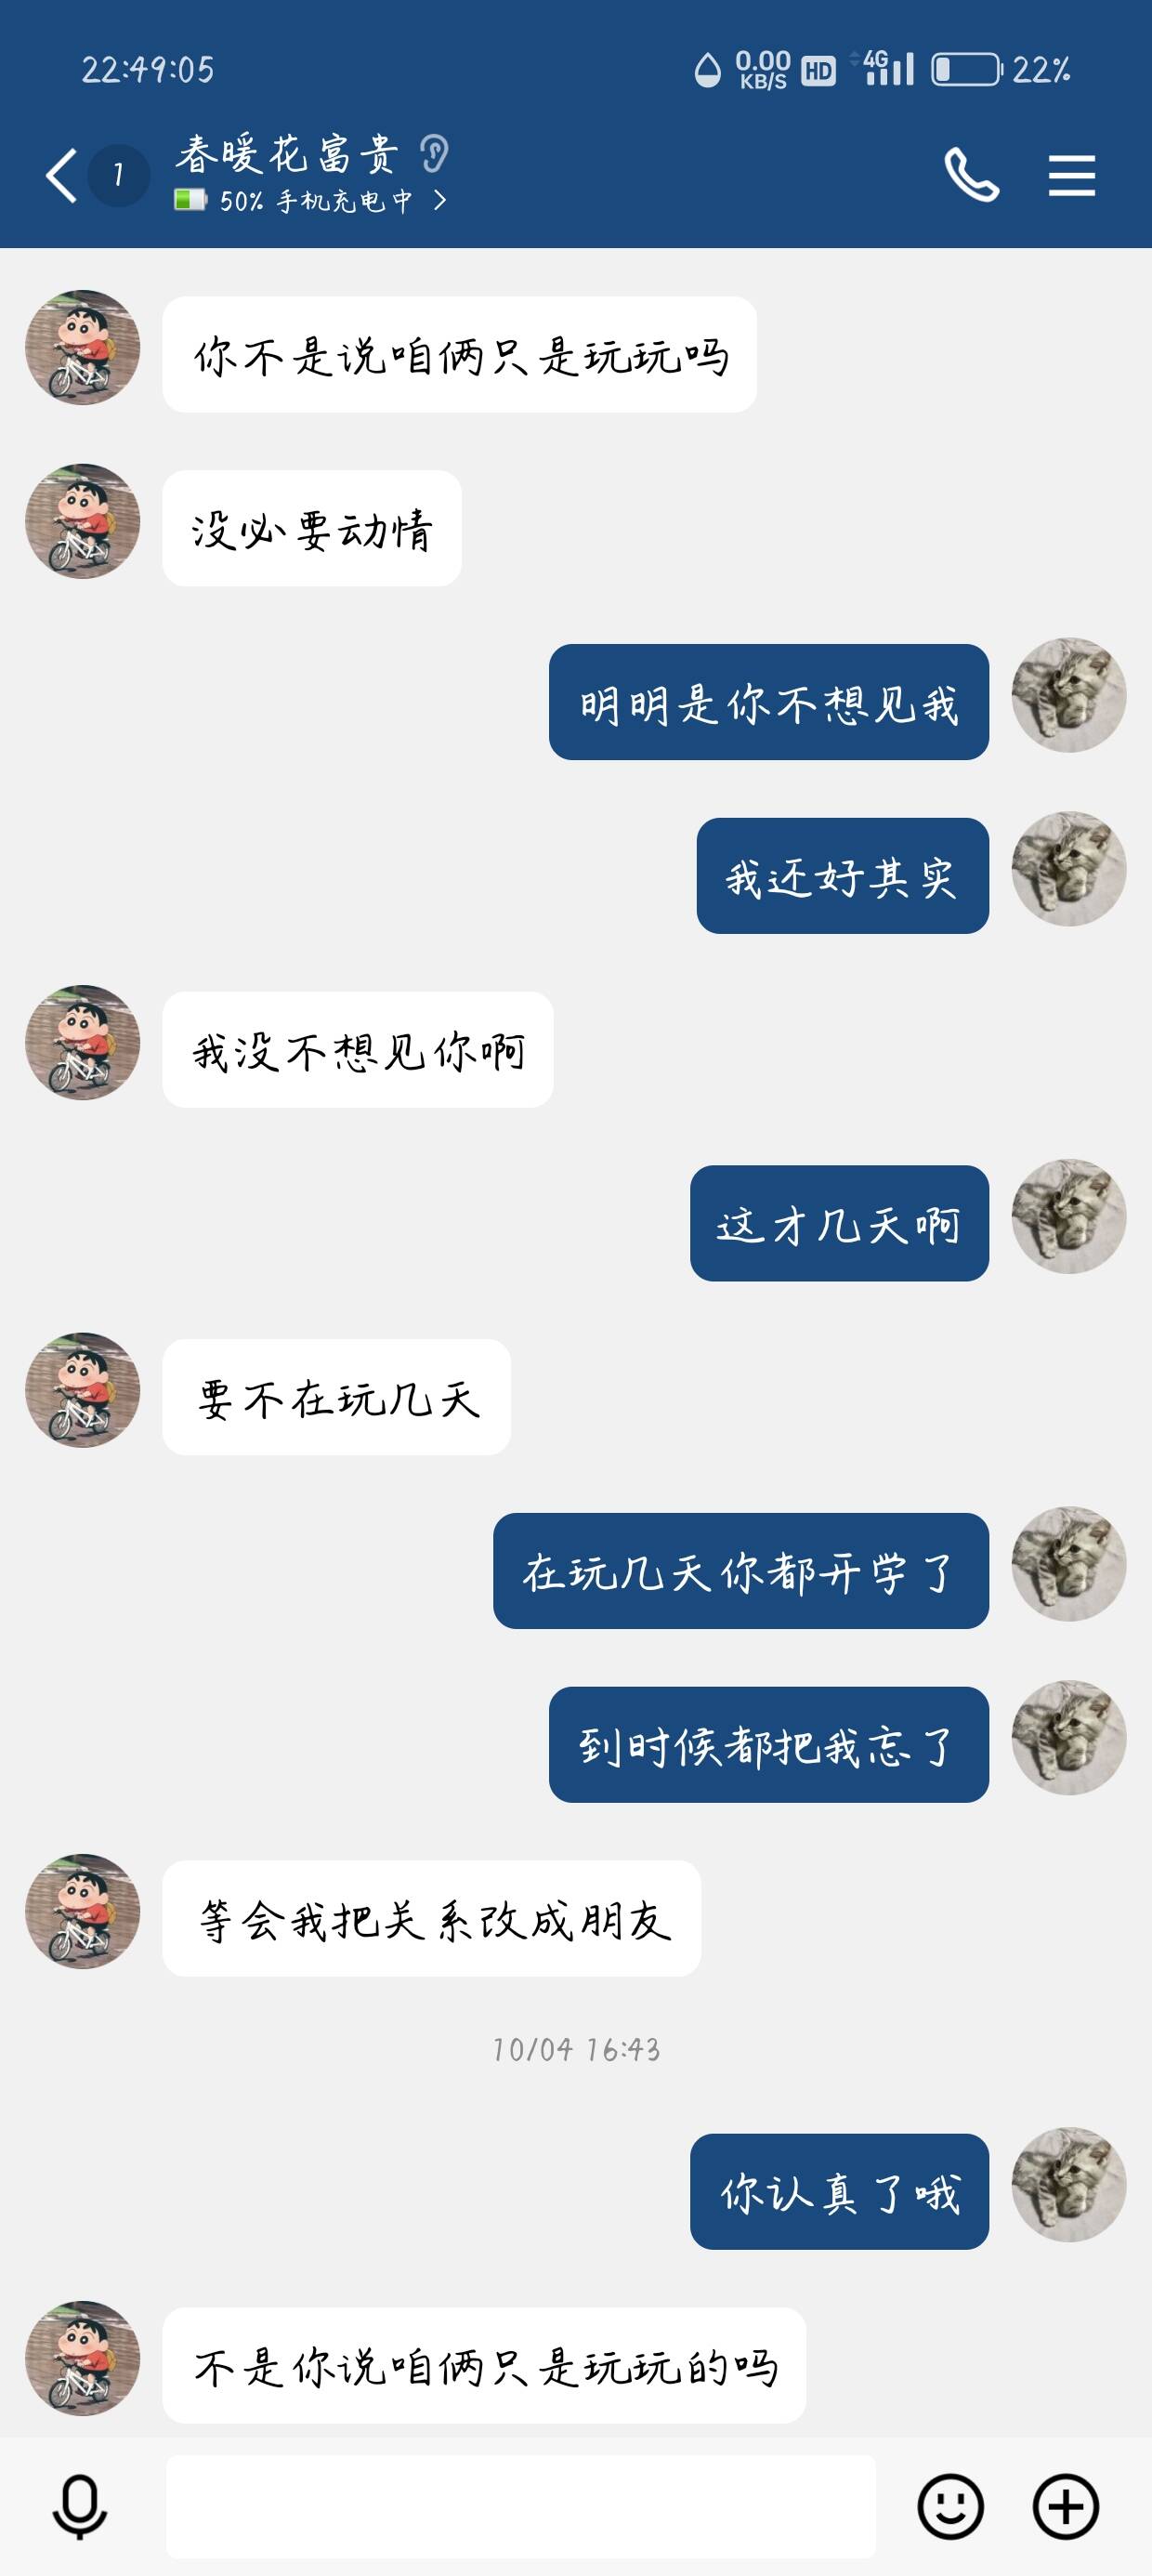 22:49:05
0.00
KB/S
HD
4G
22%
1
春暖花富贵
50% 手机充电中
你不是说咱俩只是玩玩吗
没必要动情
明明是你不想见我
我还好其实
我没不想见你啊
这才几天啊
要不在玩几天
在玩几天你都开学了
到时候都把我忘了
等会我把关系改成朋友
10/04 16:43
你认真了哦
不是你说咱俩只是玩玩的吗